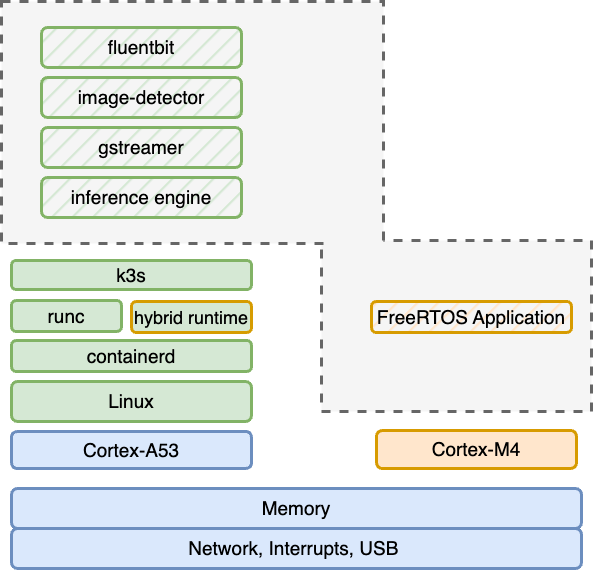 fluentbit
image-detector
gstreamer
inference engine
k3s
runc
hybrid runtime
FreeRTOS Application
containerd
Linux
Cortex-A53
Cortex-M4
Memory
Network, Interrupts, USB